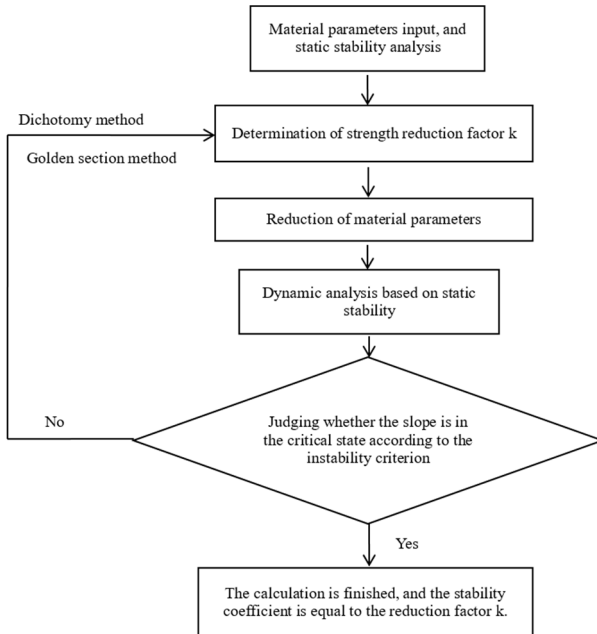 Material parameters input, and
static stability analysis
Dichotomy method
Determination of strength reduction factor k
Golden section method
Reduction of material parameters
Dynamic analysis based on static
stability
Judging whether the slope is in
the critical state according to the
instability criterion
No
Yes
The calculation is finished, and the stability
coefficient is equal to the reduction factor k.